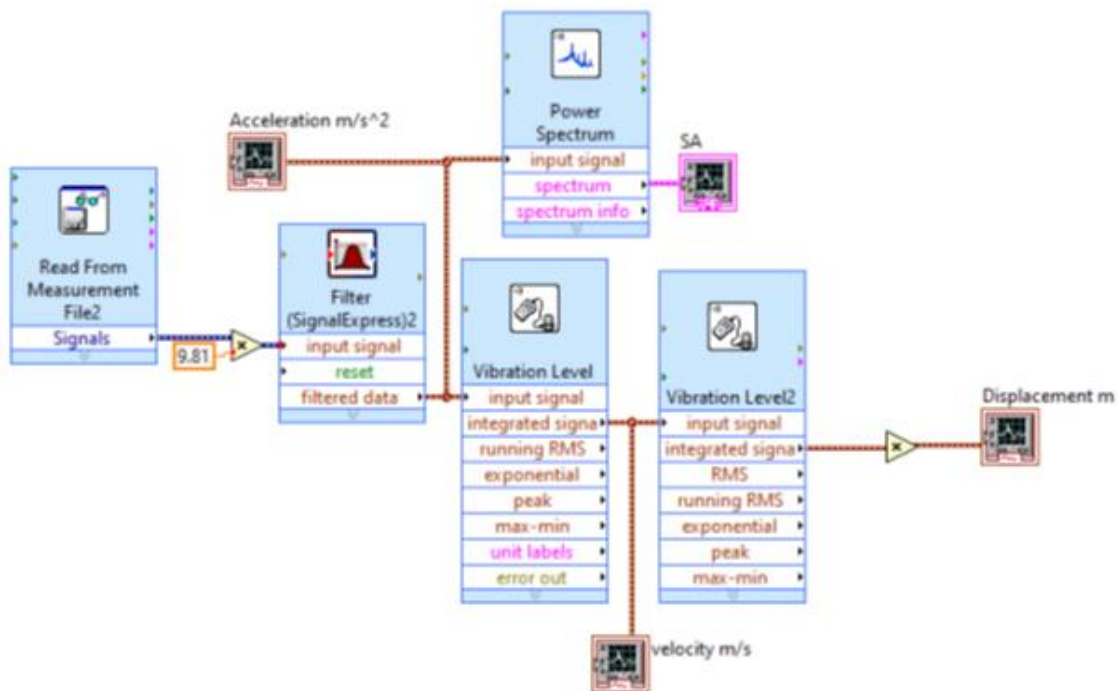 Acceleration m/s^2
Power
Spectrum
input signal
spectrum
spectrum info
SA
Read From
Measurement
File2
Signals
9.81
Filter
(SignalExpress)2
input signal
reset
filtered data
Vibration Level
input signal
integrated signa
running RMS
exponential
peak
max-min
unit labels
error out
Vibration Level2
input signal
integrated signa
RMS
running RMS
exponential
peak
max-min
Displacement m
velocity m/s